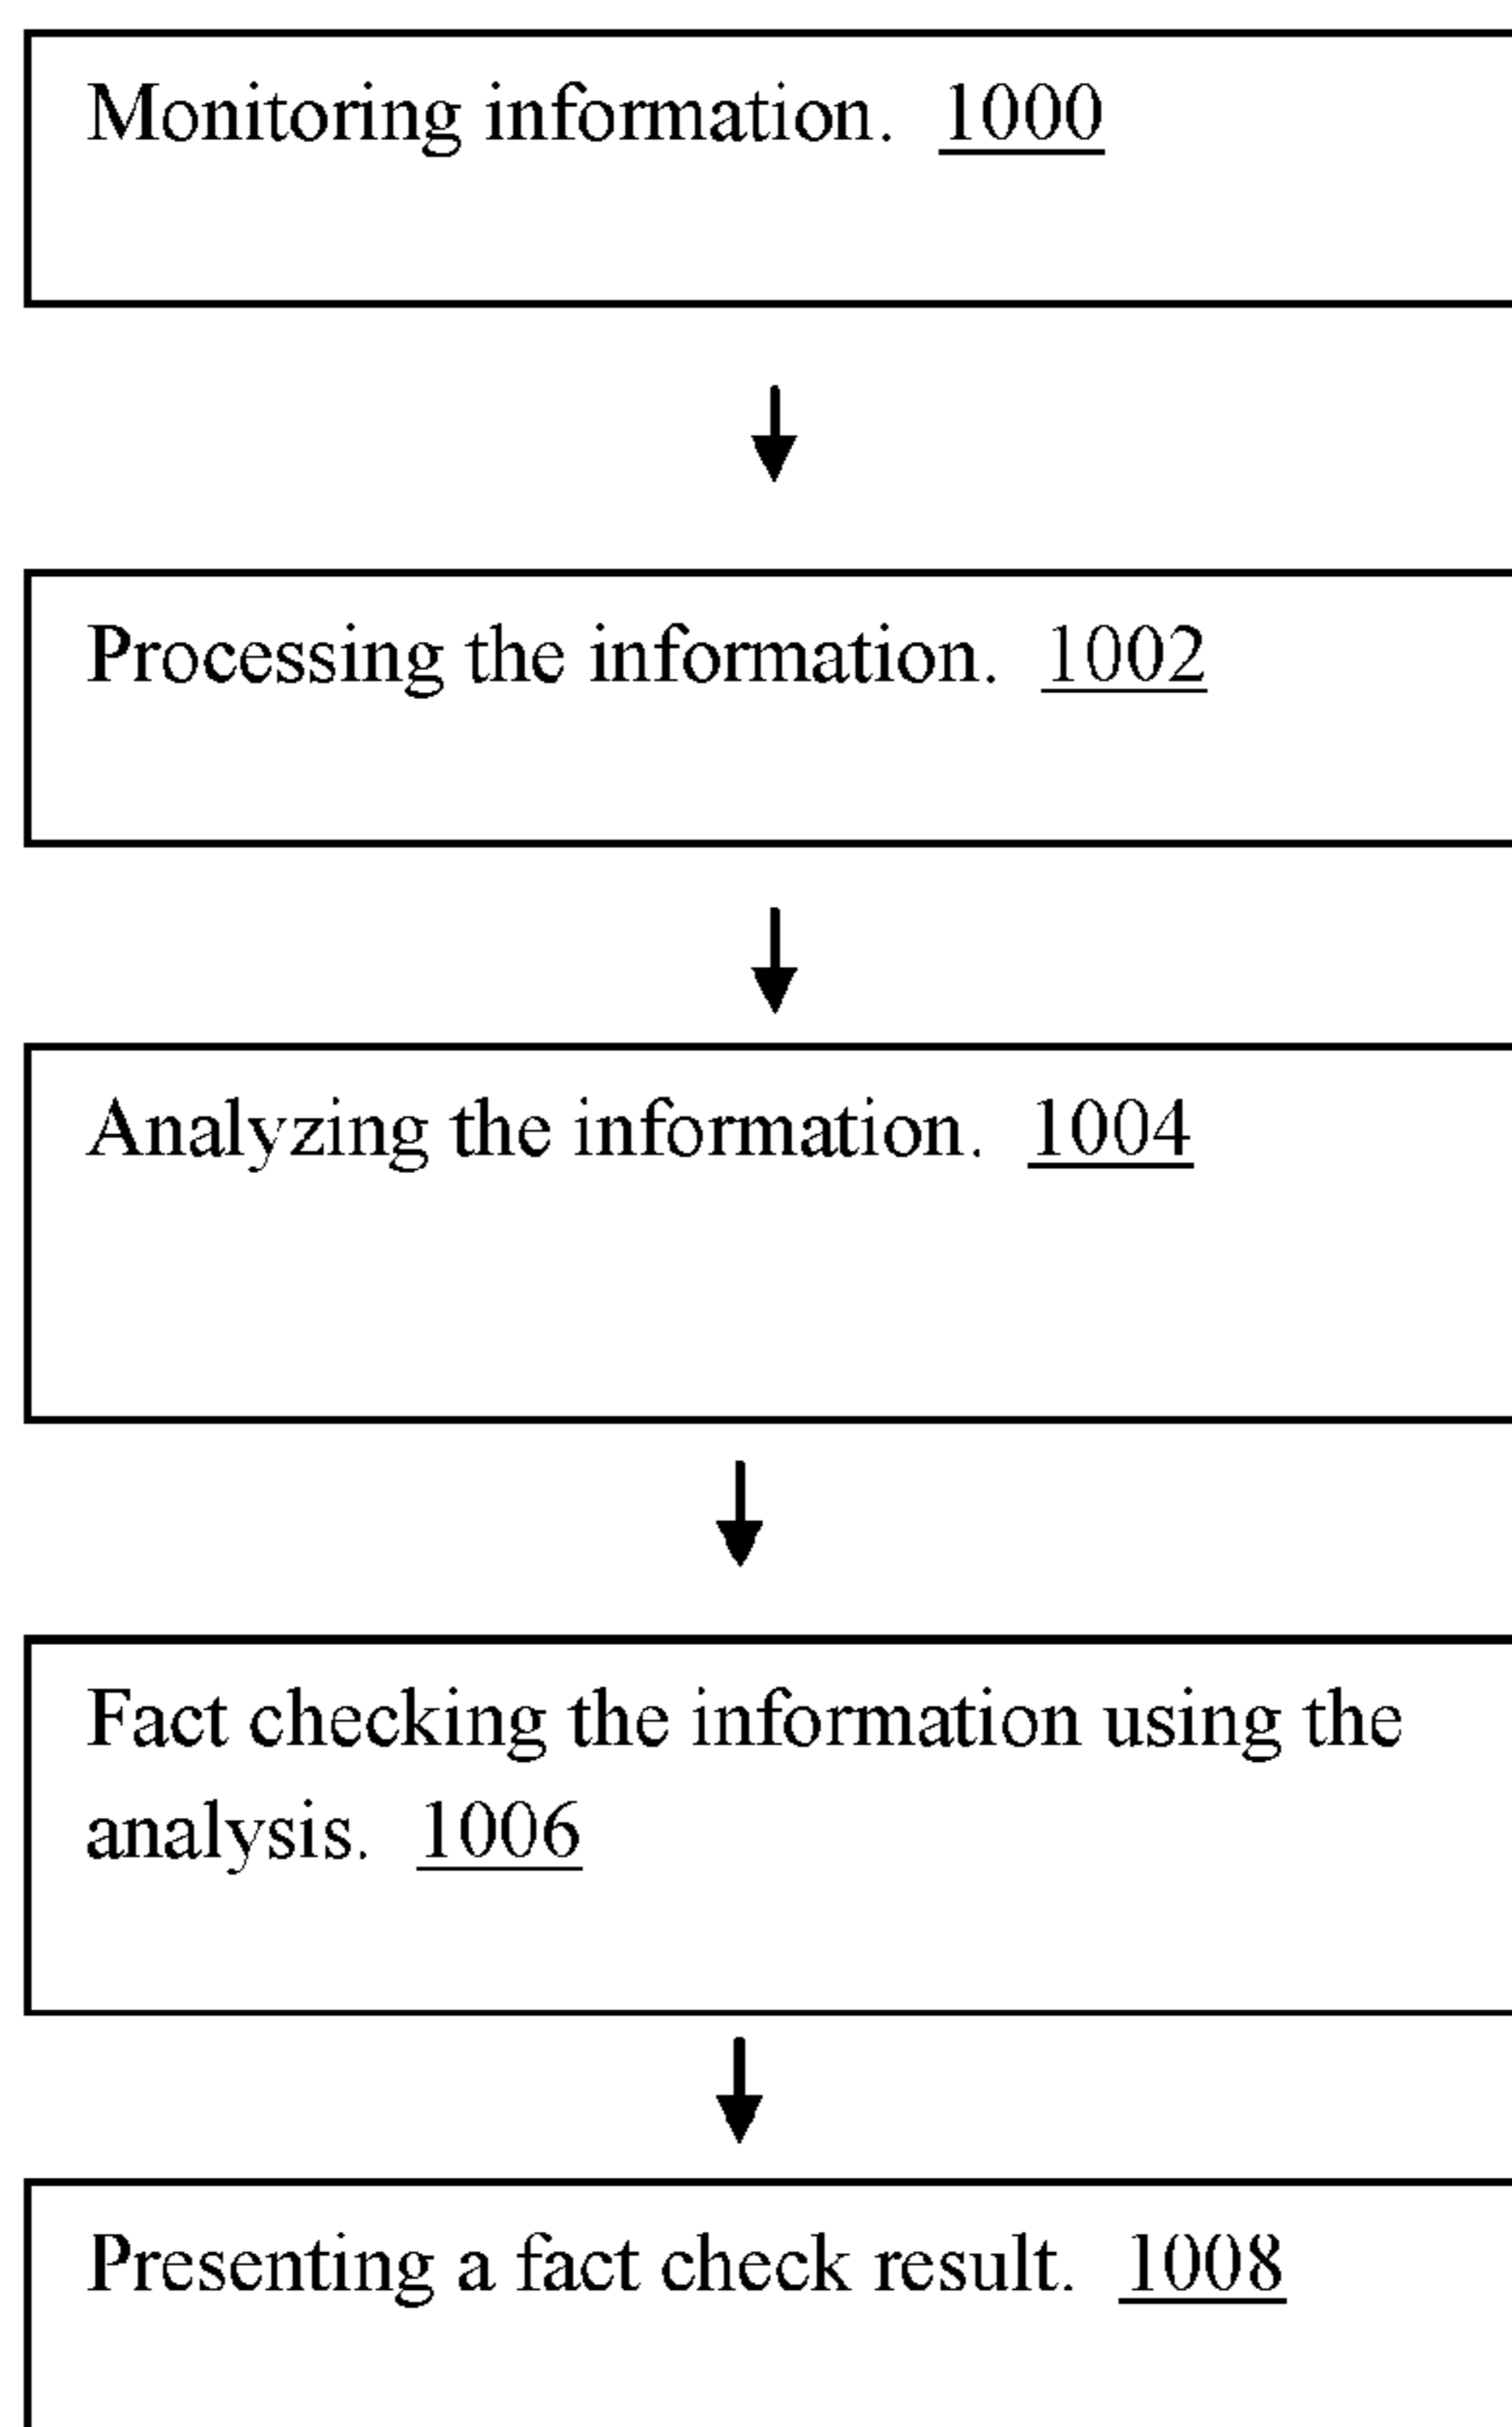 Monitoring information. 1000
Processing the information. 1002
Analyzing the information. 1004
Fact checking the information using the
analysis. 1006
Presenting a fact check result. 1008